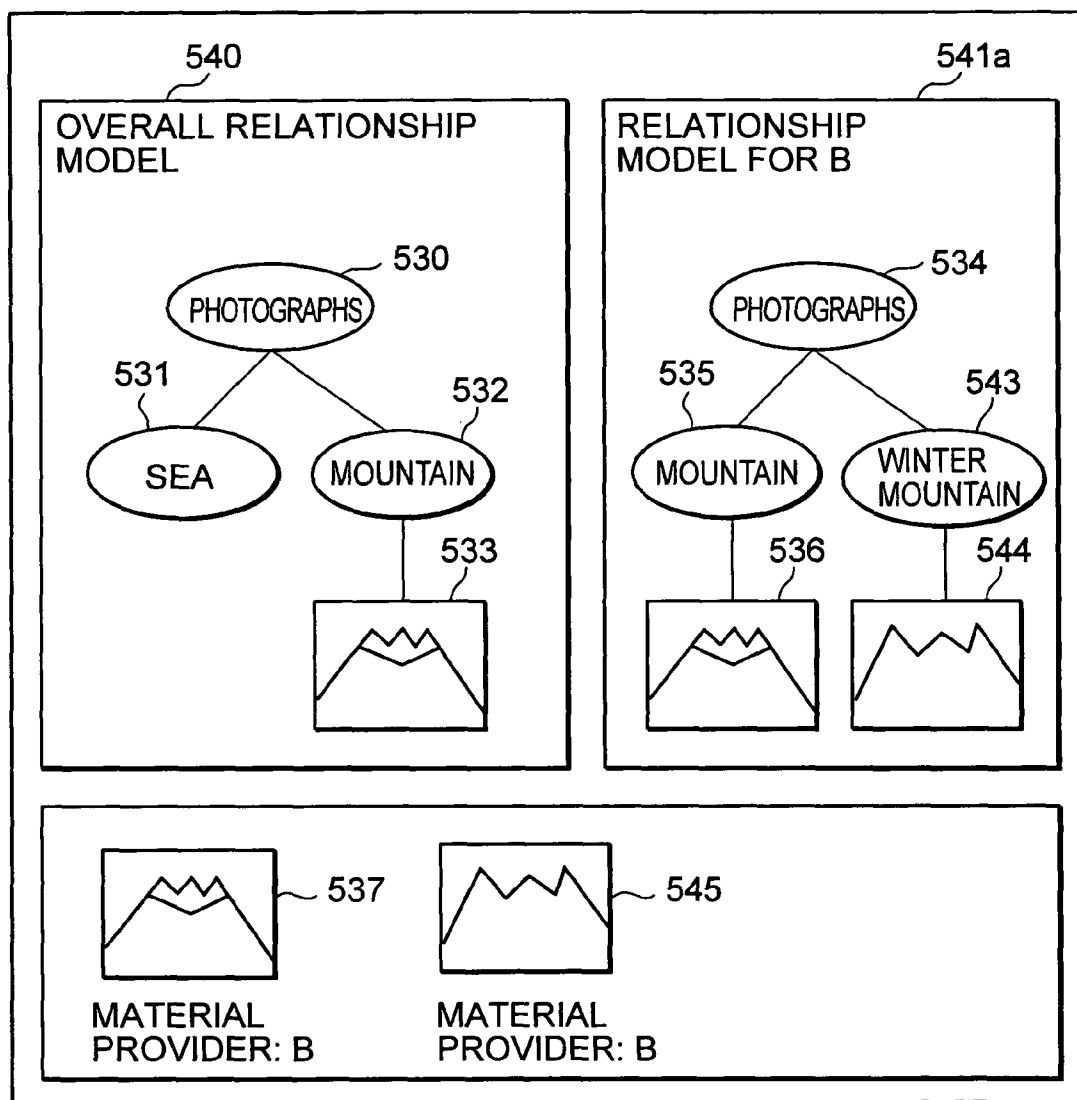 540
541a
OVERALL RELATIONSHIP
MODEL
RELATIONSHIP
MODEL FOR B
530
534
PHOTOGRAPHS
PHOTOGRAPHS
531
532
535
543
SEA
MOUNTAIN
MOUNTAIN
WINTER
MOUNTAIN
533
536
544
537
545
MATERIAL
PROVIDER: B
MATERIAL
PROVIDER: B